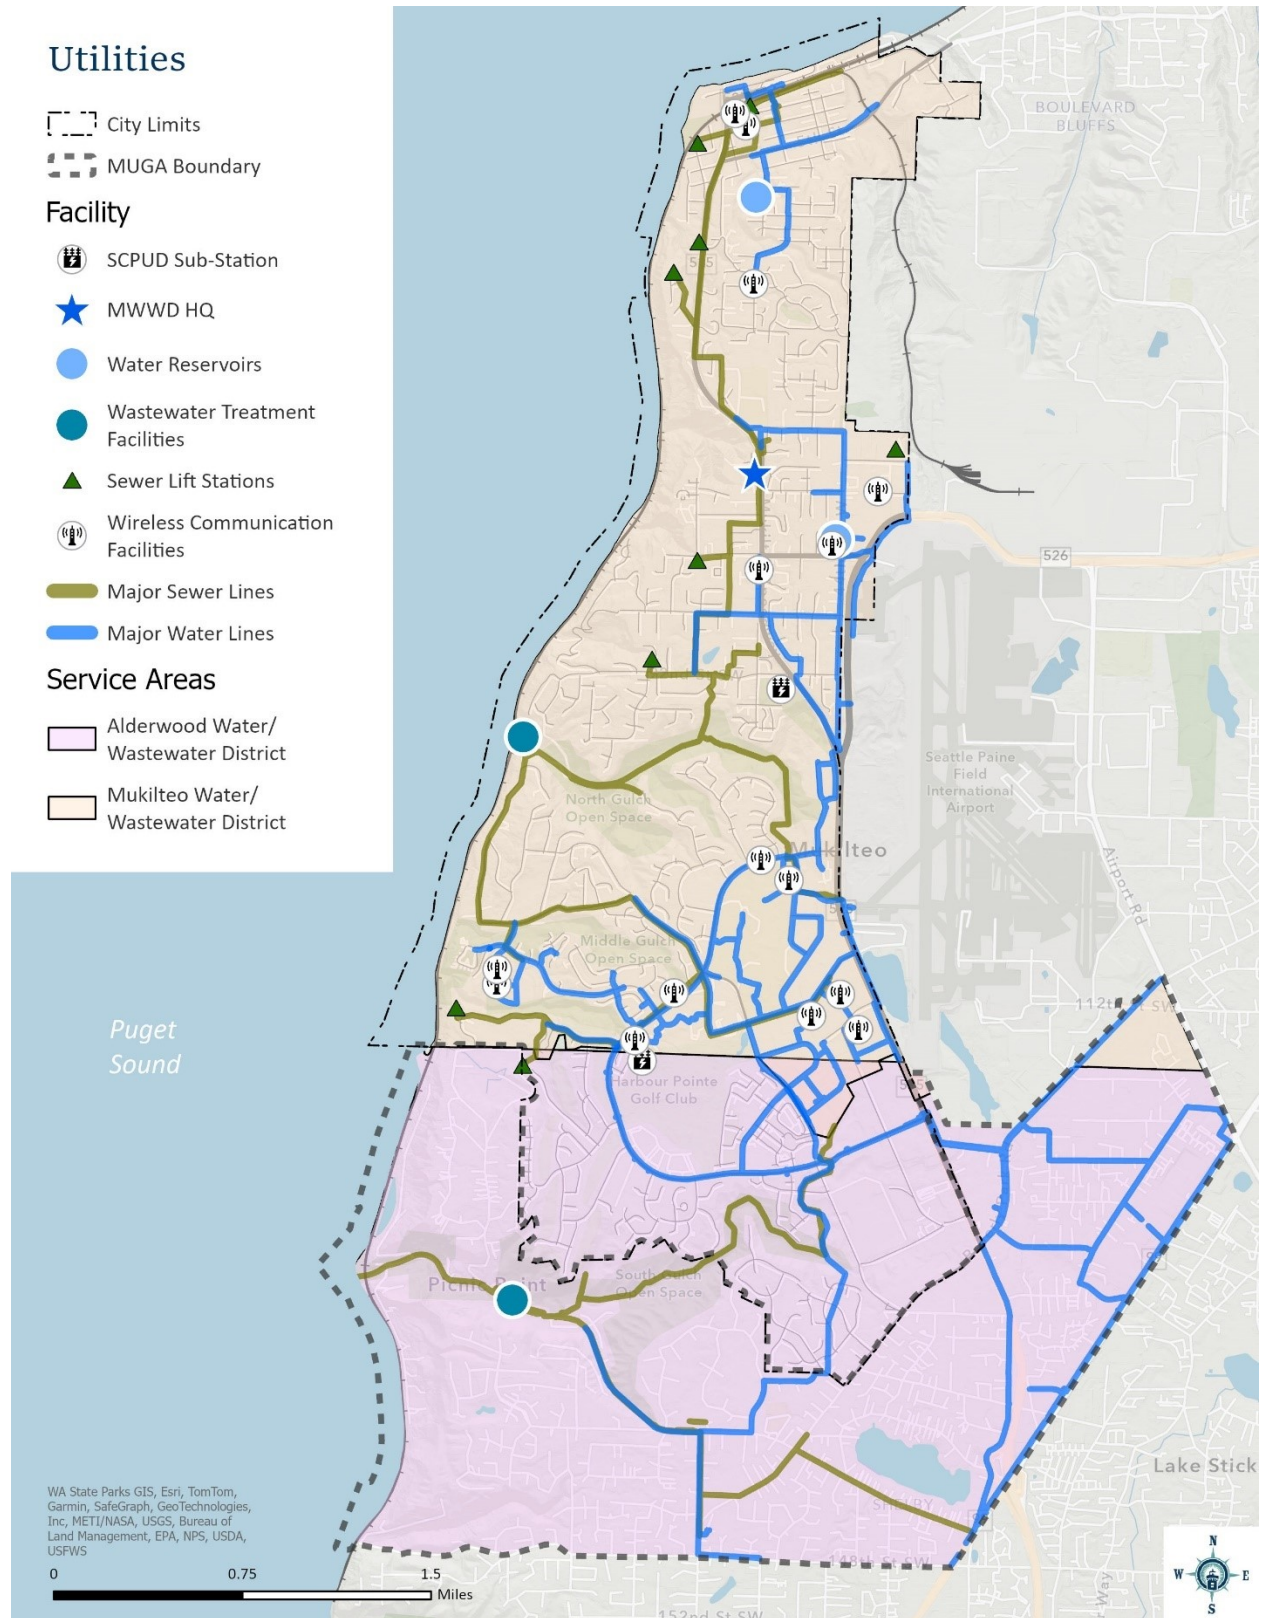 Utilities
City Limits
MUGA Boundary
Facility
SCPUD Sub-Station
MWWD HQ
Water Reservoirs
Wastewater Treatment
Facilities
Sewer Lift Stations
Wireless Communication
Facilities
Major Sewer Lines
Major Water Lines
Service Areas
Alderwood Water/
Wastewater District
Mukilteo Water/
Wastewater District
BOULEVARD
BLUFFS
526
Seattle Paine
Field
International
Airport
North Gulch
Open Space
Mukilteo
Airport Rd
Middle Gulch
Open Space
112th St SW
Puget
Sound
Harbour Pointe
Golf Club
Picnic Point
South Gulch
Open Space
Lake Stick
SHELBY
148th St SW
152nd St SW
Way
WA State Parks GIS, Esri, TomTom,
Garmin, SafeGraph, GeoTechnologies,
Inc, METI/NASA, USGS, Bureau of
Land Management, EPA, NPS, USDA,
USFWS
0 0.75 1.5
Miles
N
W E
S